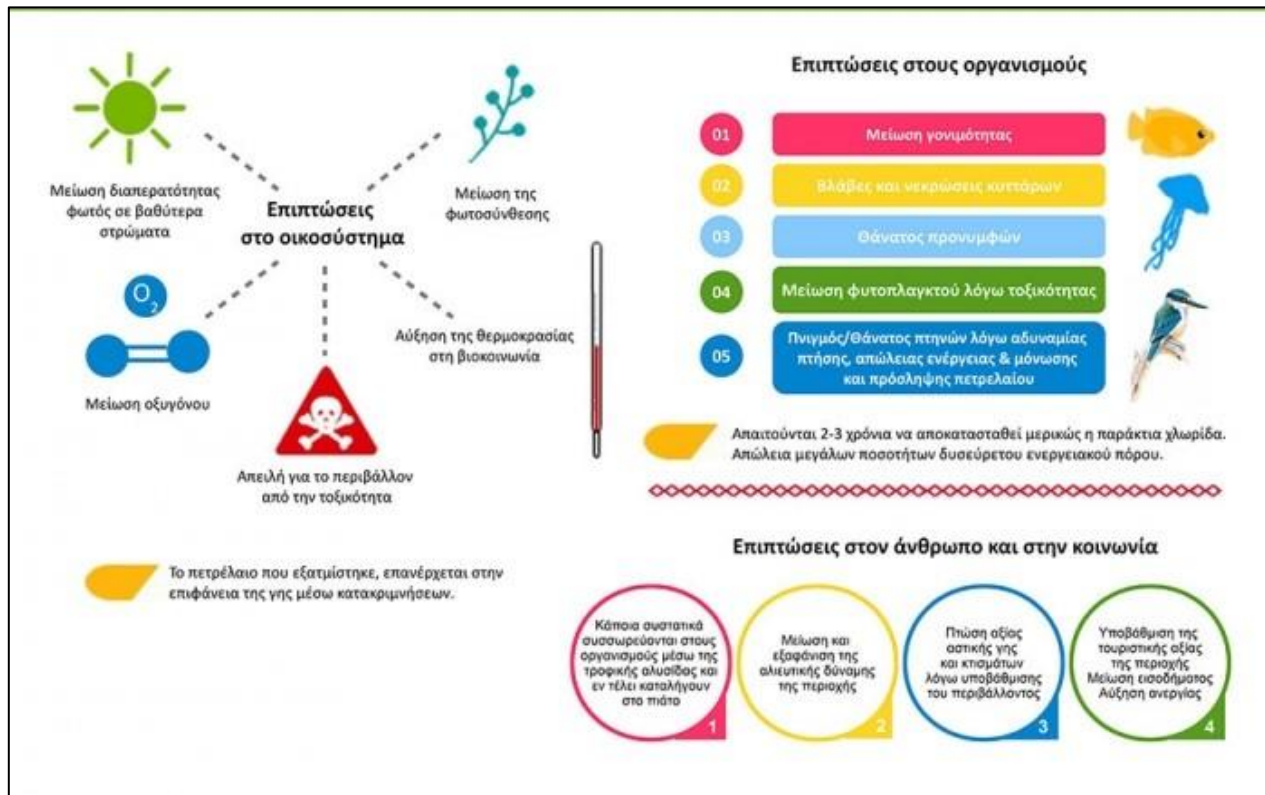 Μείωση διαπερατότητας
φωτός σε βαθύτερα
στρώματα
Επιπτώσεις
στο οικοσύστημα
Μείωση της
φωτοσύνθεσης
O2
Μείωση οξυγόνου
Απειλή για το περιβάλλον
από την τοξικότητα
Αύξηση της θερμοκρασίας
στη βιοκοινωνία
Το πετρέλαιο που εξατμίστηκε, επανέρχεται στην
επιφάνεια της γης μέσω κατακριμνήσεων.
Επιπτώσεις στους οργανισμούς
01 Μείωση γονιμότητας
02 Βλάβες και νεκρώσεις κυττάρων
03 Θάνατος προνυμφών
04 Μείωση φυτοπλαγκτού λόγω τοξικότητας
05
Πνιγμός/Θάνατος πτηνών λόγω αδυναμίας
πτήσης, απώλειας ενέργειας & μόνωσης
και πρόσληψης πετρελαίου
Απαιτούνται 2-3 χρόνια να αποκατασταθεί μερικώς η παράκτια χλωρίδα.
Απώλεια μεγάλων ποσοτήτων δυσεύρετου ενεργειακού πόρου.
Επιπτώσεις στον άνθρωπο και στην κοινωνία
Κάποια συστατικά
συσσωρεύονται στους
οργανισμούς μέσω της
τροφικής αλυσίδας και
εν τέλει καταλήγουν
στο πιάτο
1
Μείωση και
εξαφάνιση της
αλιευτικής δύναμης
της περιοχής
2
Πτώση αξίας
αστικής γης
και κτισμάτων
λόγω υποβάθμισης
του περιβάλλοντος
3
Υποβάθμιση της
τουριστικής αξίας
της περιοχής
Μείωση εισοδήματος
Αύξηση ανεργίας
4